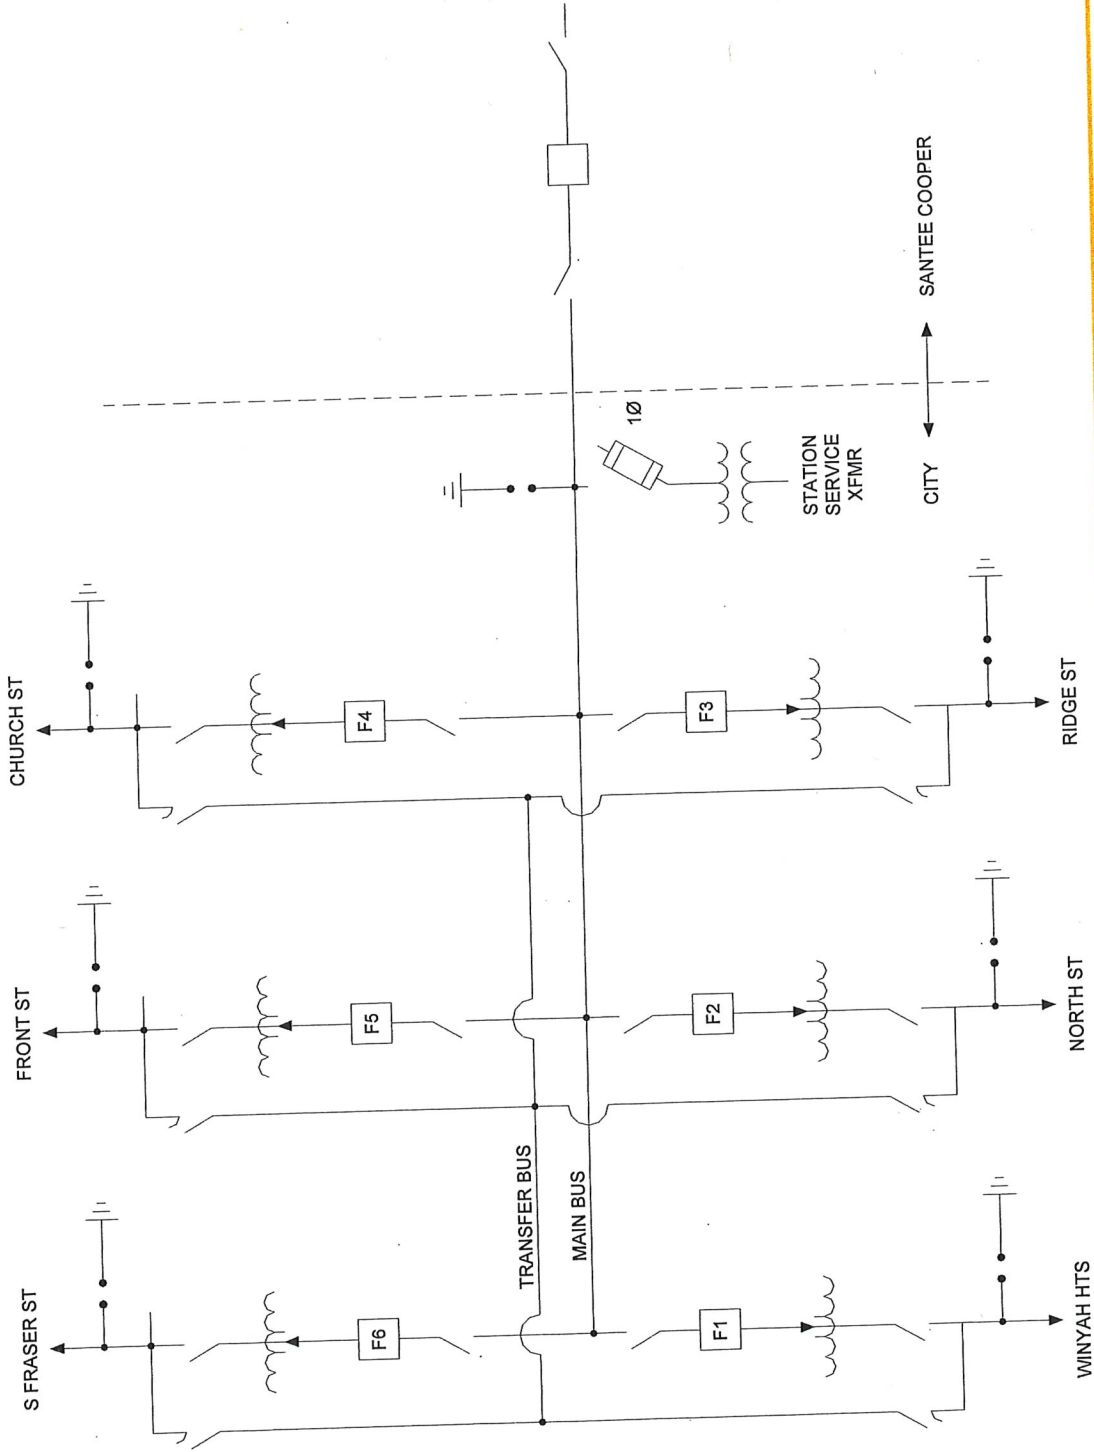 S FRASER ST
FRONT ST
CHURCH ST
F6
F5
F4
TRANSFER BUS
MAIN BUS
1Ø
STATION
SERVICE
XFMR
F1
F2
F3
CITY
SANTEE COOPER
WINYAH HTS
NORTH ST
RIDGE ST